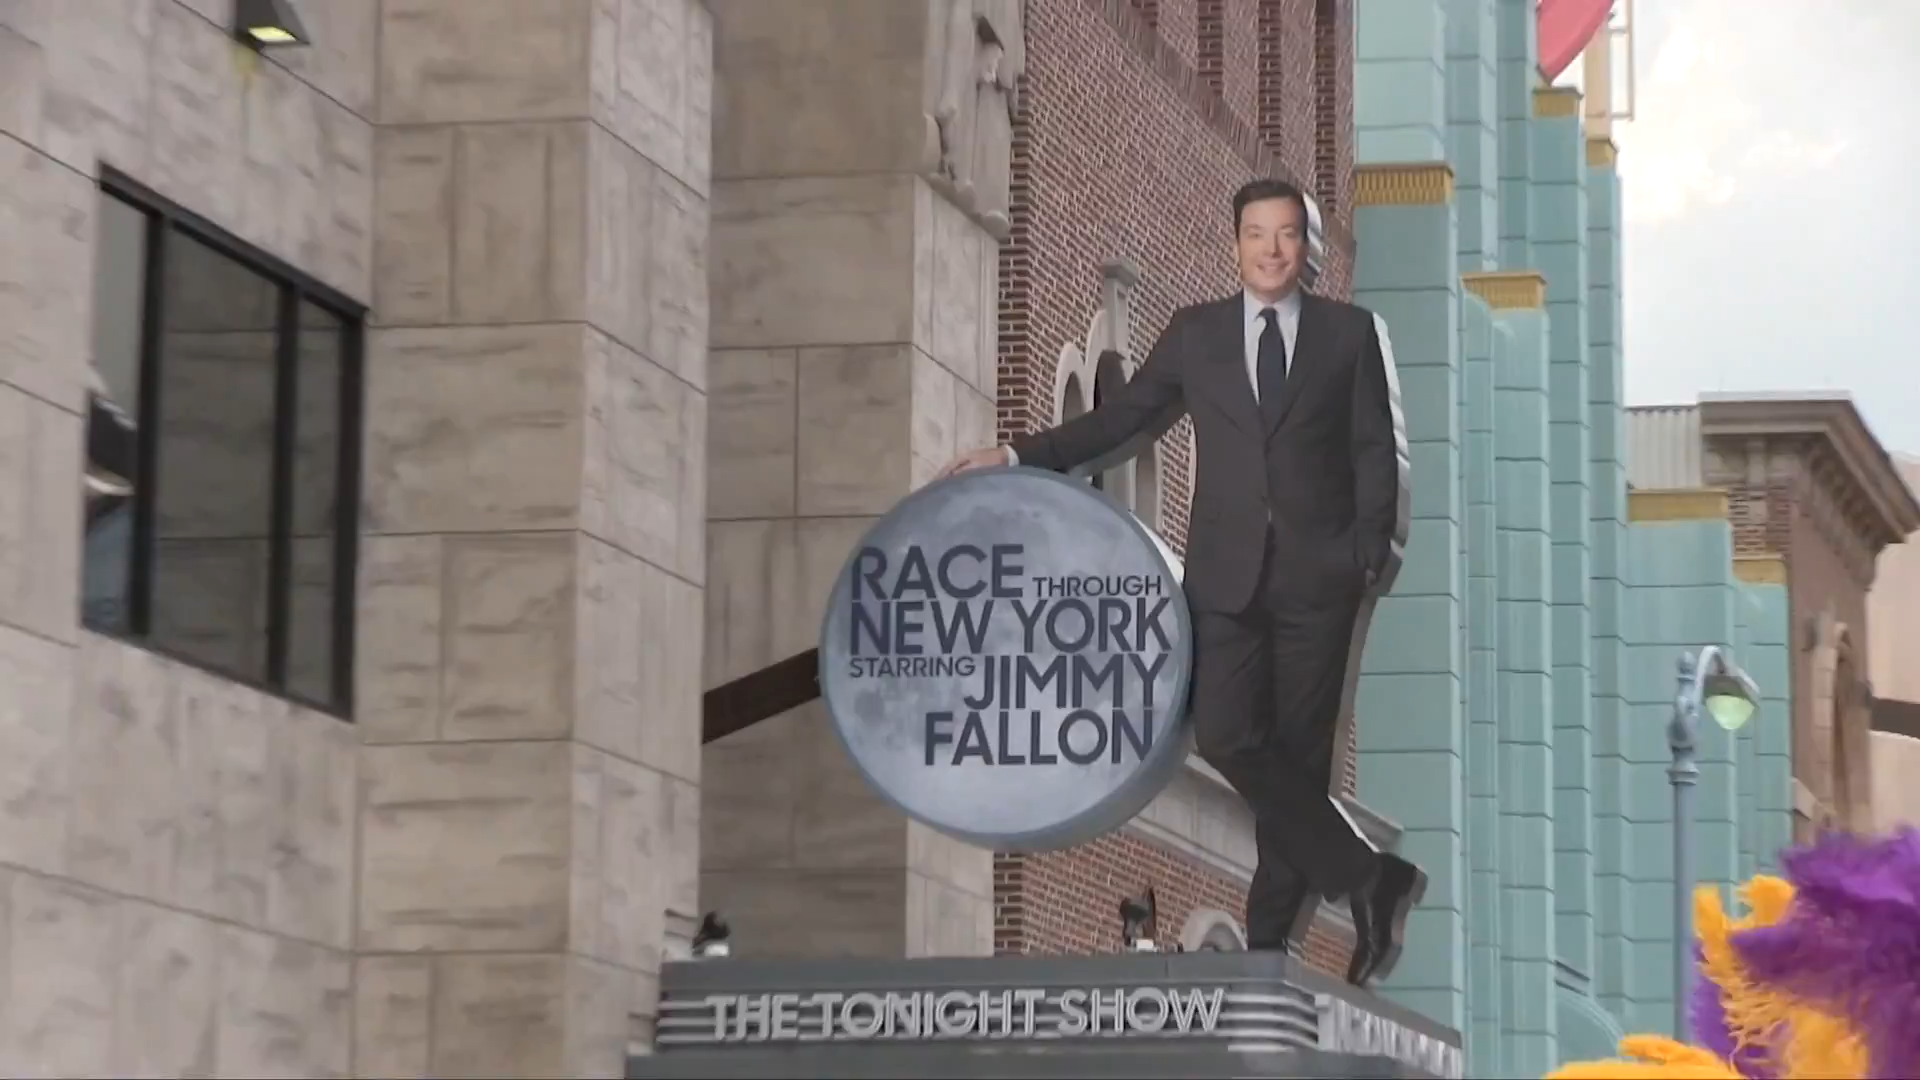 RACE THROUGH
NEW YORK
STARRING JIMMY
FALLON
THE TONIGHT SHOW